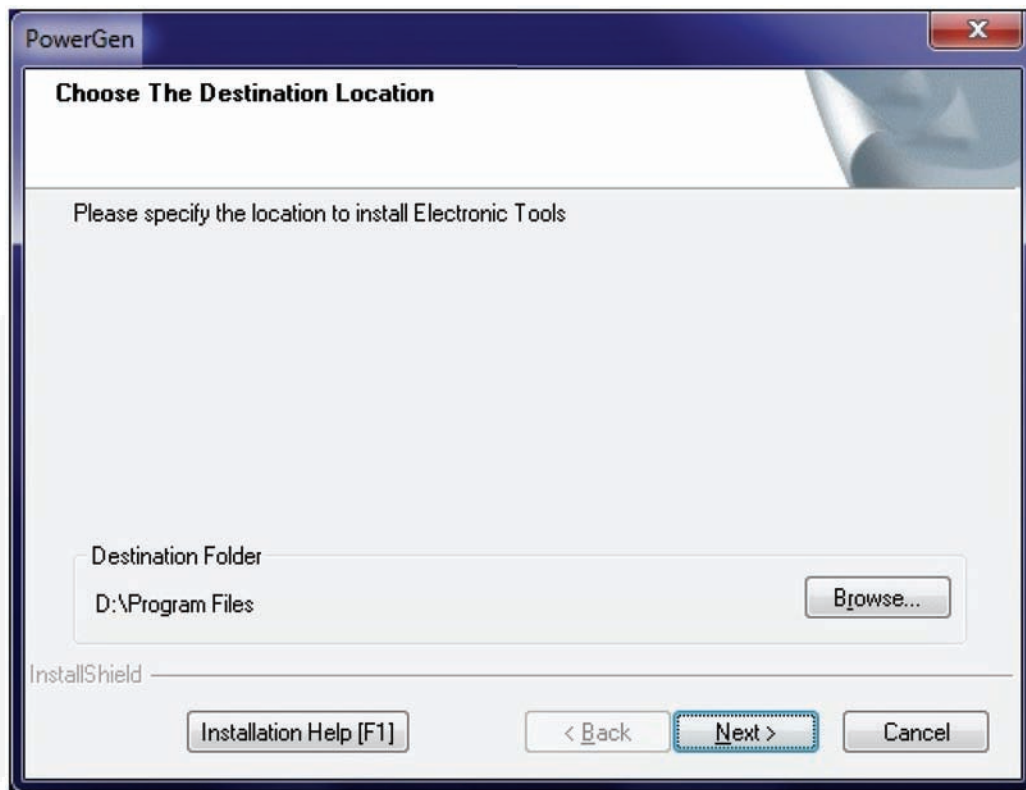 PowerGen
Choose The Destination Location
Please specify the location to install Electronic Tools
Destination Folder
D:\Program Files
Browse...
InstallShield
Installation Help [F1]
< Back
Next >
Cancel